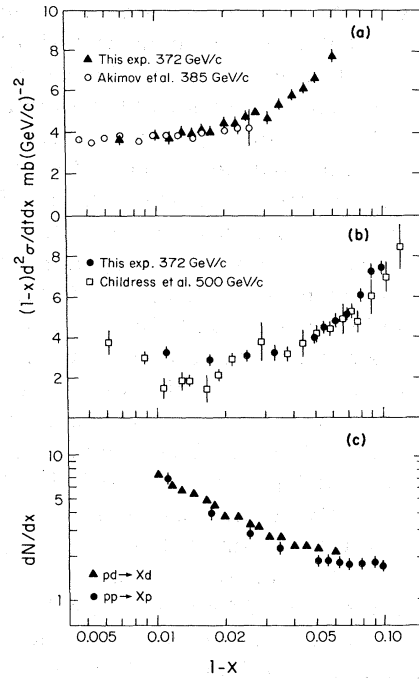 10
8
6
4
2
0
(a)
▲ This exp. 372 GeV/c
○ Akimov et al. 385 GeV/c
(1-x)d²σ/dtdx mb(GeV/c)⁻²
8
6
4
2
(b)
● This exp. 372 GeV/c
□ Childress et al. 500 GeV/c
10
5
1
(c)
dN/dx
▲ pd→Xd
● pp→Xp
0.005
0.01
0.02
0.05
0.10
1-X